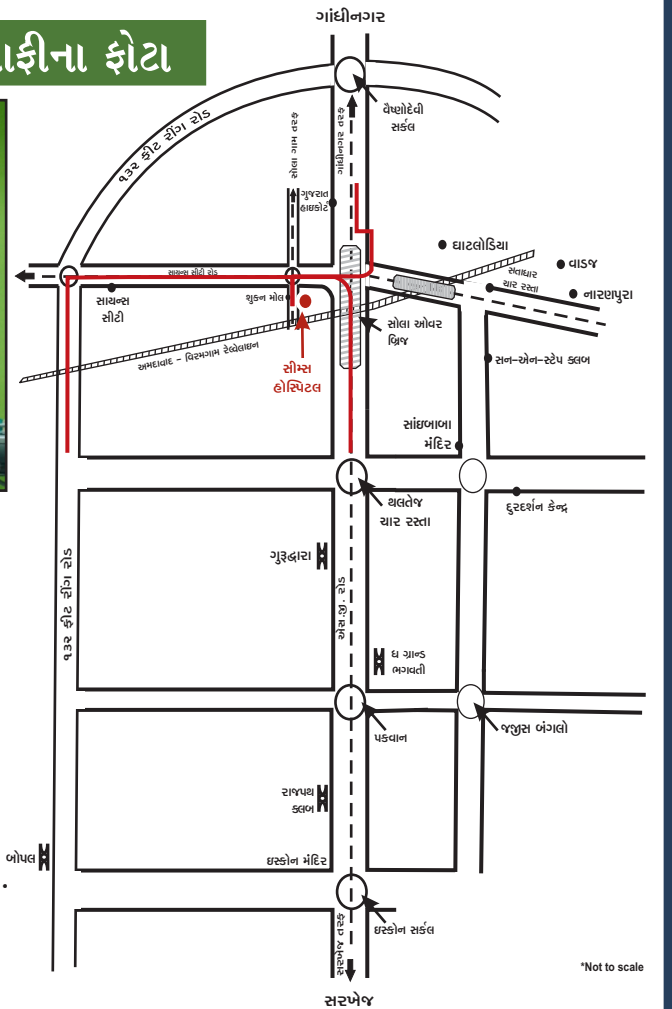 ાફીના ફોટા
ગાંધીનગર
વૈષ્ણોદેવી
સર્કલ
૧૩૨ ફીટ રીંગ રોડ
સોલા ગામ તરફ
ગાંધીનગર તરફ
ગુજરાત
હાઇકોર્ટ
ઘાટલોડિયા
વાડજ
સતાધાર
ચાર રસ્તા
નારણપુરા
સાયન્સ સીટી રોડ
સાયન્સ
સીટી
શુકન મોલ
સોલા ઓવર
બ્રિજ
અમદાવાદ - વિરમગામ રેલ્વેલાઇન
સીમ્સ
હોસ્પિટલ
સન-એન-સ્ટેપ ક્લબ
સાંઇબાબા
મંદિર
થલતેજ
ચાર રસ્તા
દુરદર્શન કેન્દ્ર
ગુરૂદ્વારા
૧૩૨ ફીટ રીંગ રોડ
એસ.જી. રોડ
ધ ગ્રાન્ડ
ભગવતી
પકવાન
જજીસ બંગલો
રાજપથ
ક્લબ
બોપલ
ઇસ્કોન મંદિર
ઇસ્કોન સર્કલ
સરખેજ તરફ
*Not to scale
સરખેજ